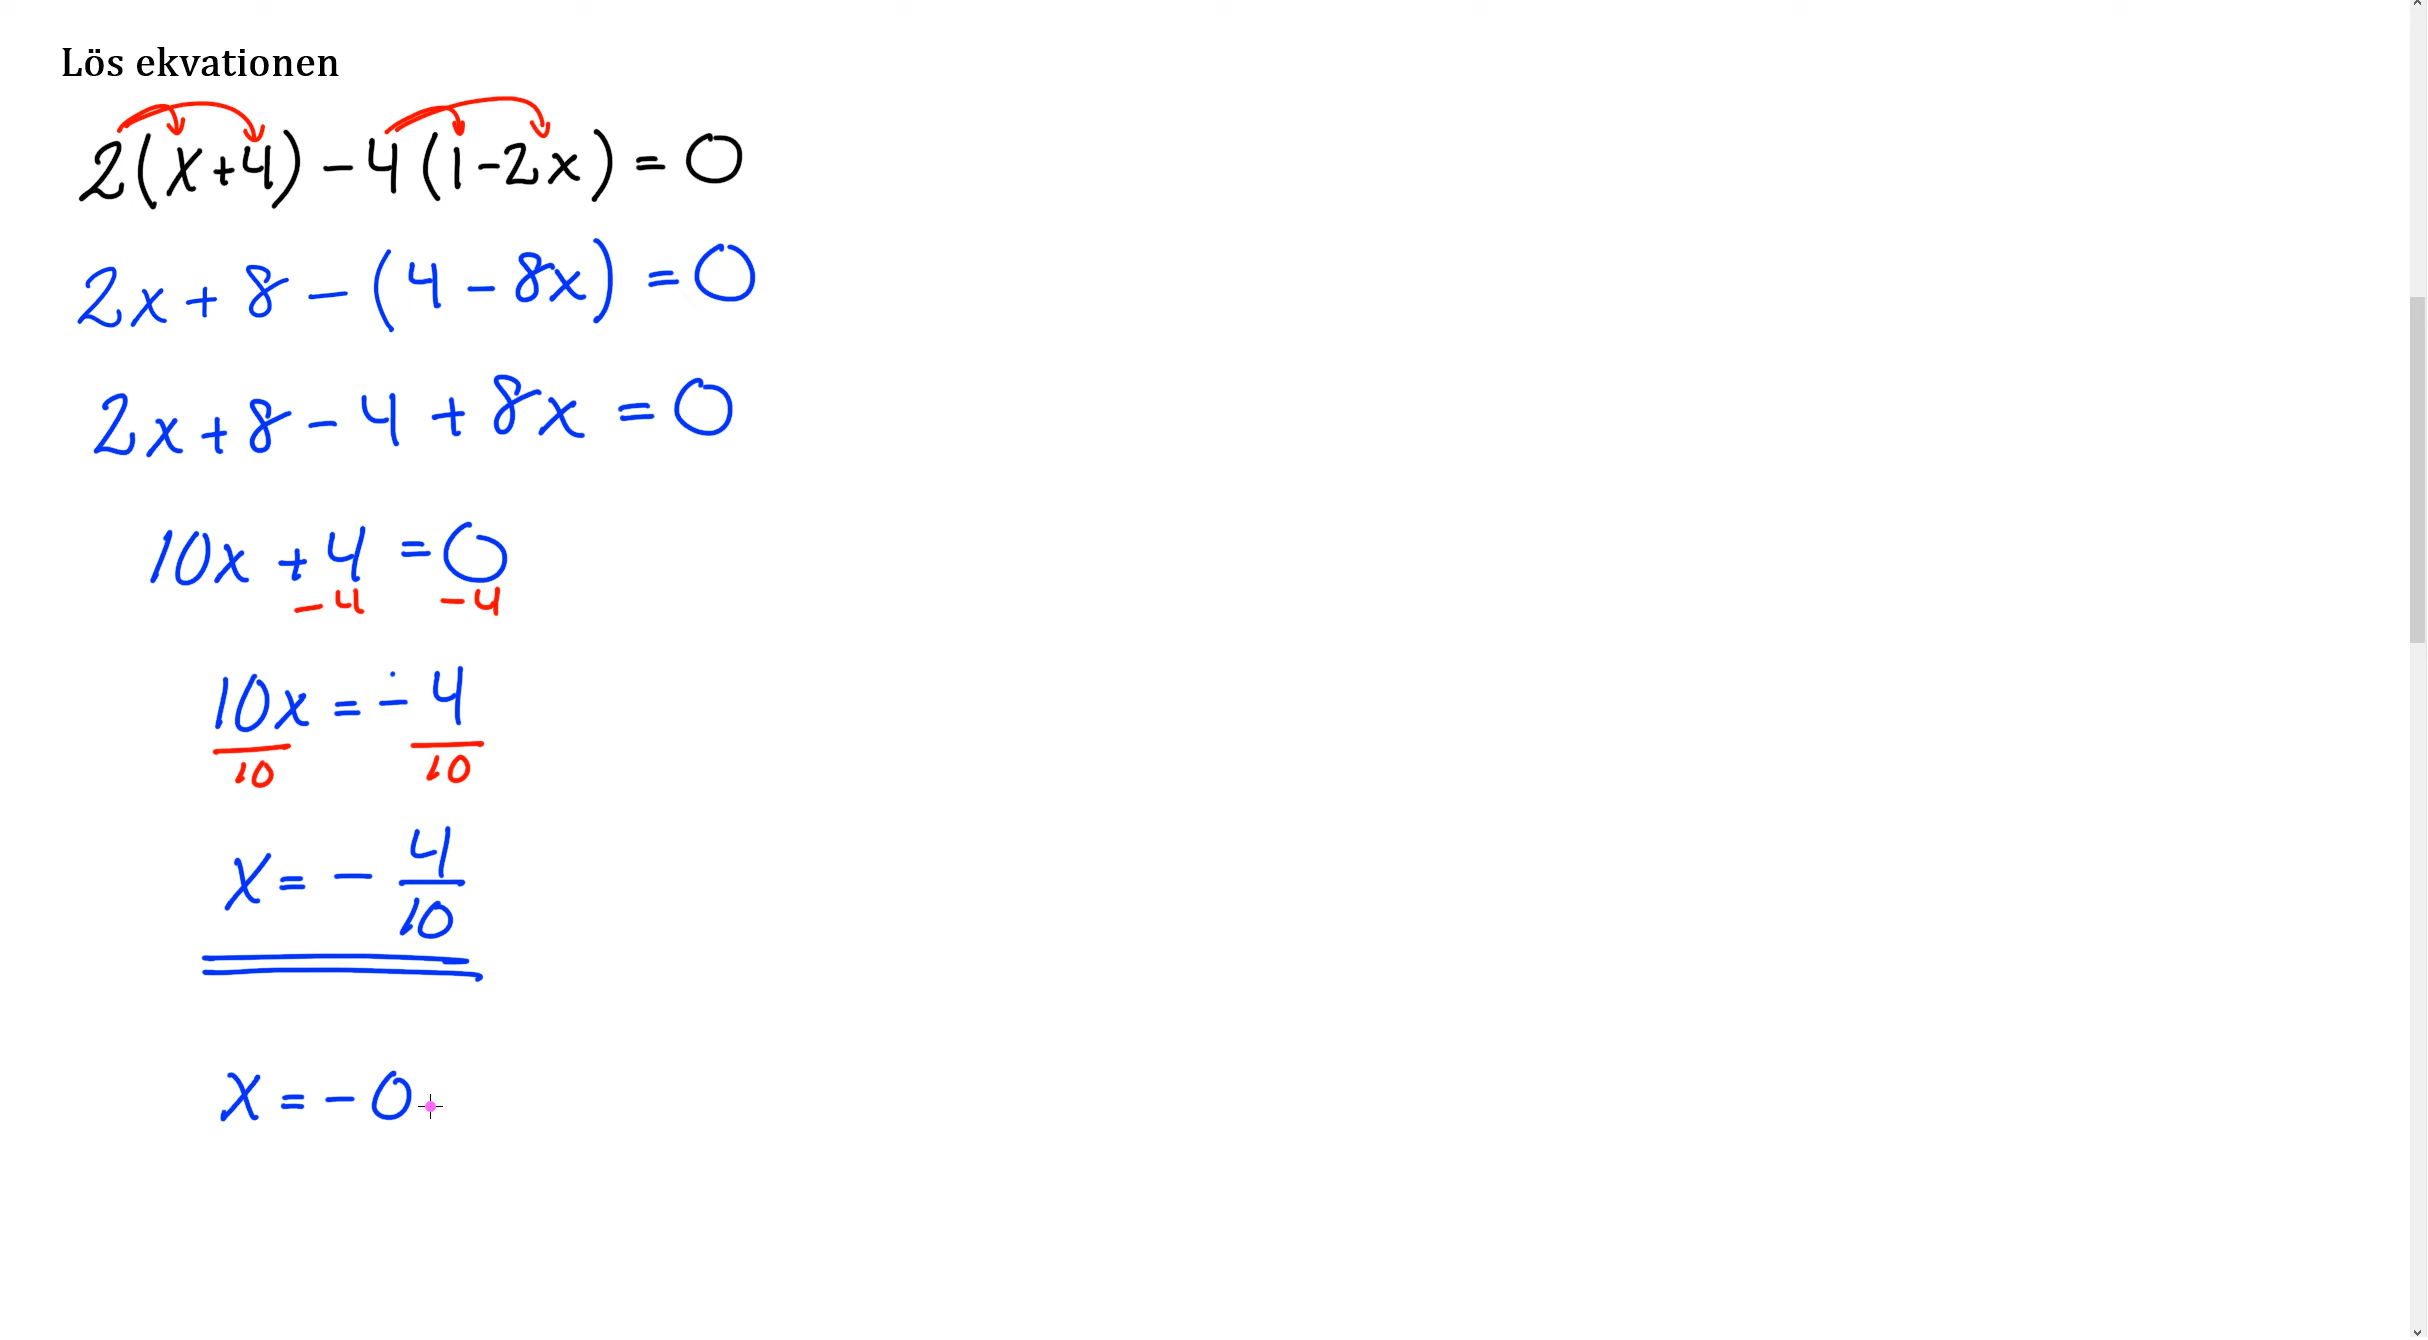 Lös ekvationen
2(x+4) - 4(1-2x) = 0
2x + 8 - (4 - 8x) = 0
2x + 8 - 4 + 8x = 0
10x + 4 = 0
-4 -4
10x = -4
10 10
x = - 4/10
x = - 0